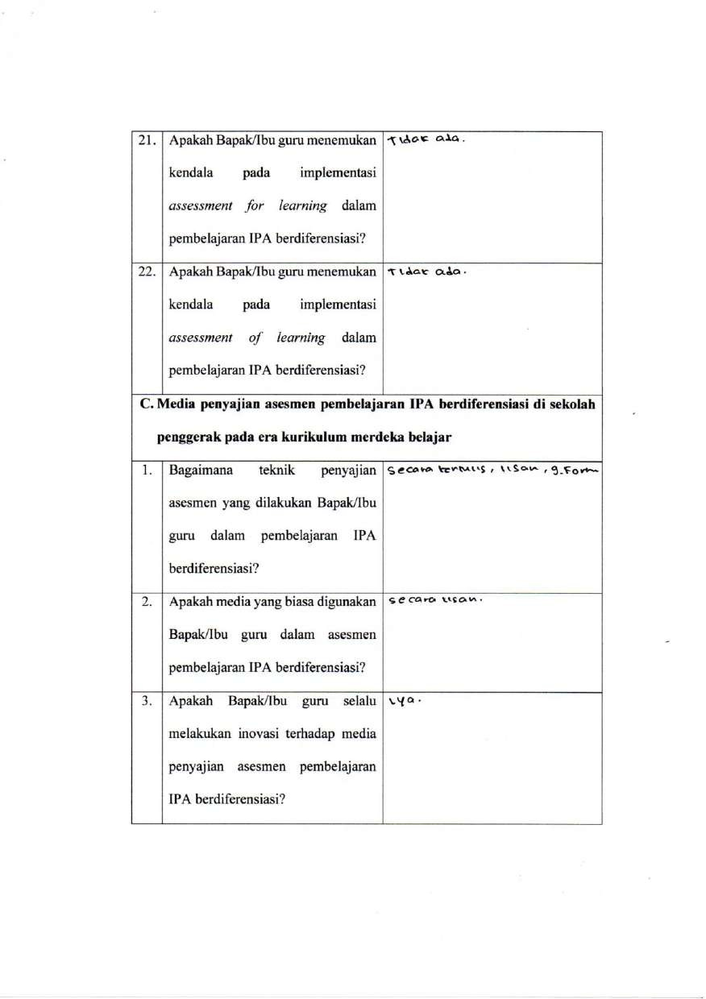 21. Apakah Bapak/Ibu guru menemukan Tidak ada.
kendala pada implementasi
assessment for learning dalam
pembelajaran IPA berdiferensiasi?
22. Apakah Bapak/Ibu guru menemukan Tidak ada.
kendala pada implementasi
assessment of learning dalam
pembelajaran IPA berdiferensiasi?
C. Media penyajian asesmen pembelajaran IPA berdiferensiasi di sekolah
penggerak pada era kurikulum merdeka belajar
1. Bagaimana teknik penyajian secara tertulis, lisan, g.form
asesmen yang dilakukan Bapak/Ibu
guru dalam pembelajaran IPA
berdiferensiasi?
2. Apakah media yang biasa digunakan secara lisan.
Bapak/Ibu guru dalam asesmen
pembelajaran IPA berdiferensiasi?
3. Apakah Bapak/Ibu guru selalu iya.
melakukan inovasi terhadap media
penyajian asesmen pembelajaran
IPA berdiferensiasi?